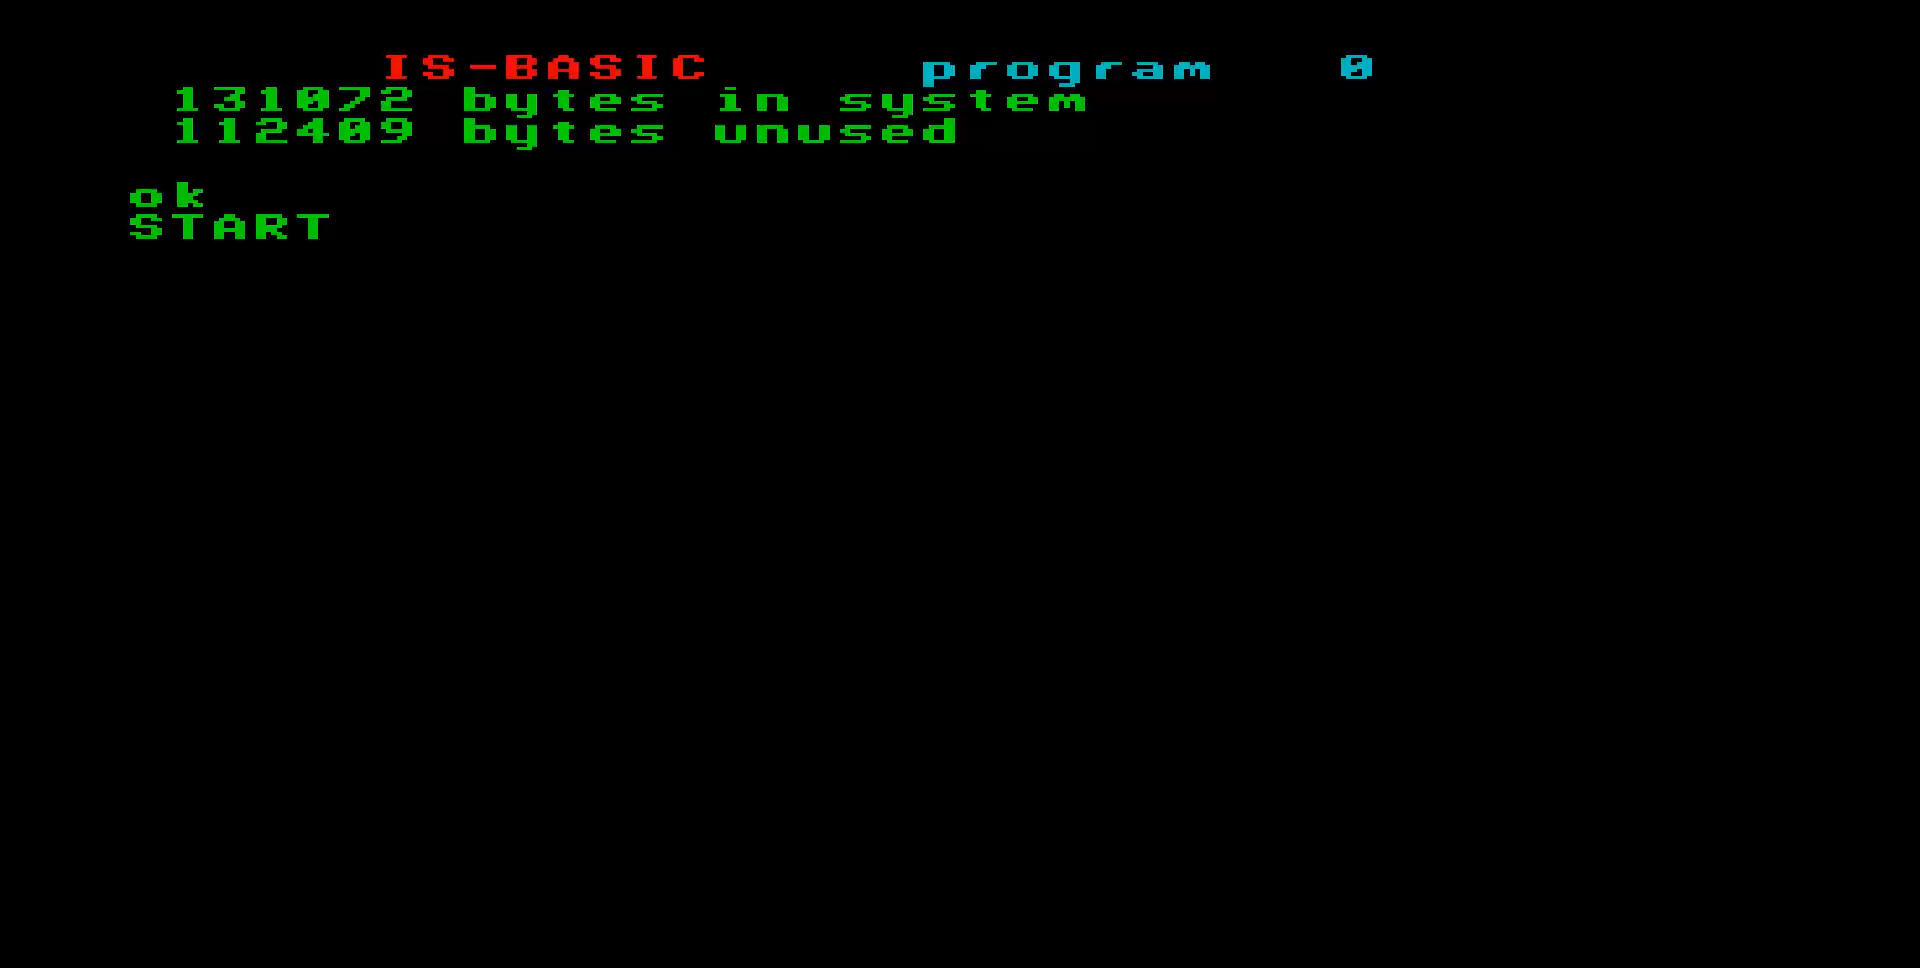 IS-BASIC program 0
131072 bytes in system
112409 bytes unused
ok
START